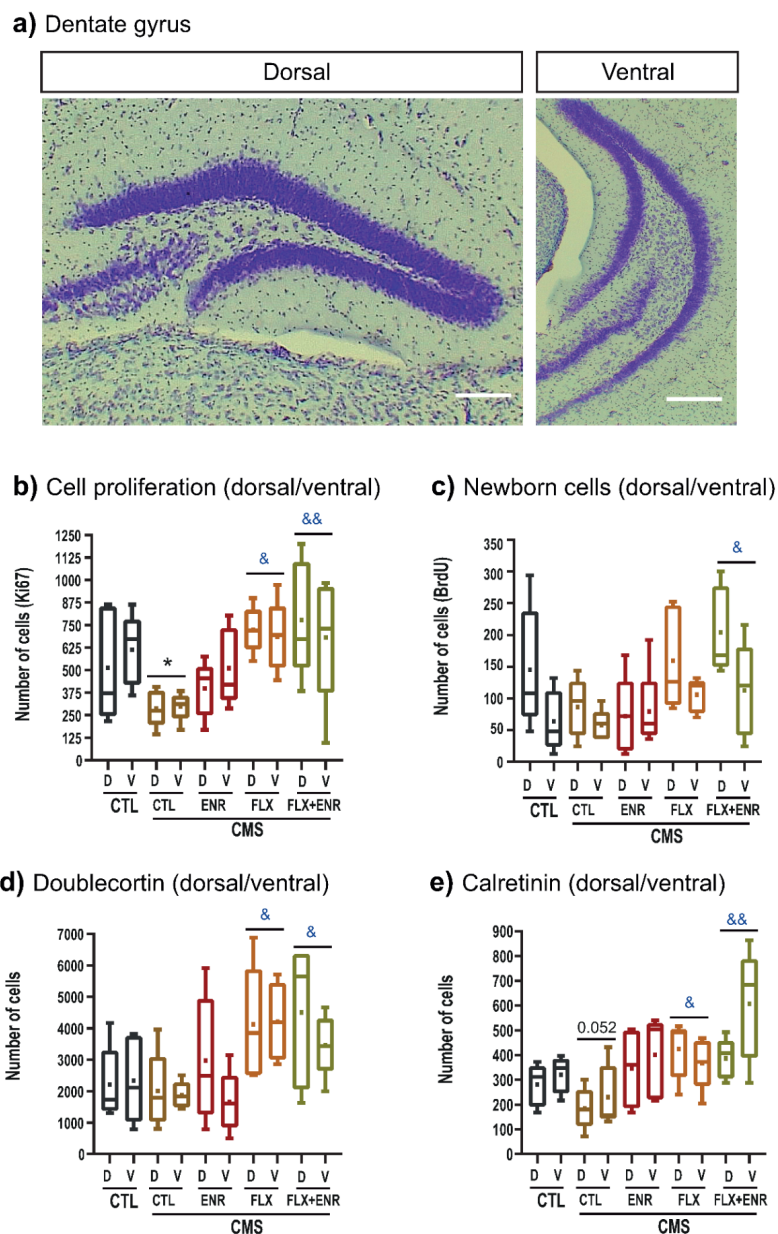 a) Dentate gyrus
Dorsal
Ventral
b) Cell proliferation (dorsal/ventral)
Number of cells (Ki67)
1250
1125
1000
875
750
625
500
375
250
125
0
*
&
&&
D V D V D V D V D V
CTL CTL ENR FLX FLX+ENR
CMS
c) Newborn cells (dorsal/ventral)
Number of cells (BrdU)
350
300
250
200
150
100
50
0
&
D V D V D V D V D V
CTL CTL ENR FLX FLX+ENR
CMS
d) Doublecortin (dorsal/ventral)
Number of cells
7000
6000
5000
4000
3000
2000
1000
0
&
&
D V D V D V D V D V
CTL CTL ENR FLX FLX+ENR
CMS
e) Calretinin (dorsal/ventral)
Number of cells
900
800
700
600
500
400
300
200
100
0
0.052
&
&&
D V D V D V D V D V
CTL CTL ENR FLX FLX+ENR
CMS